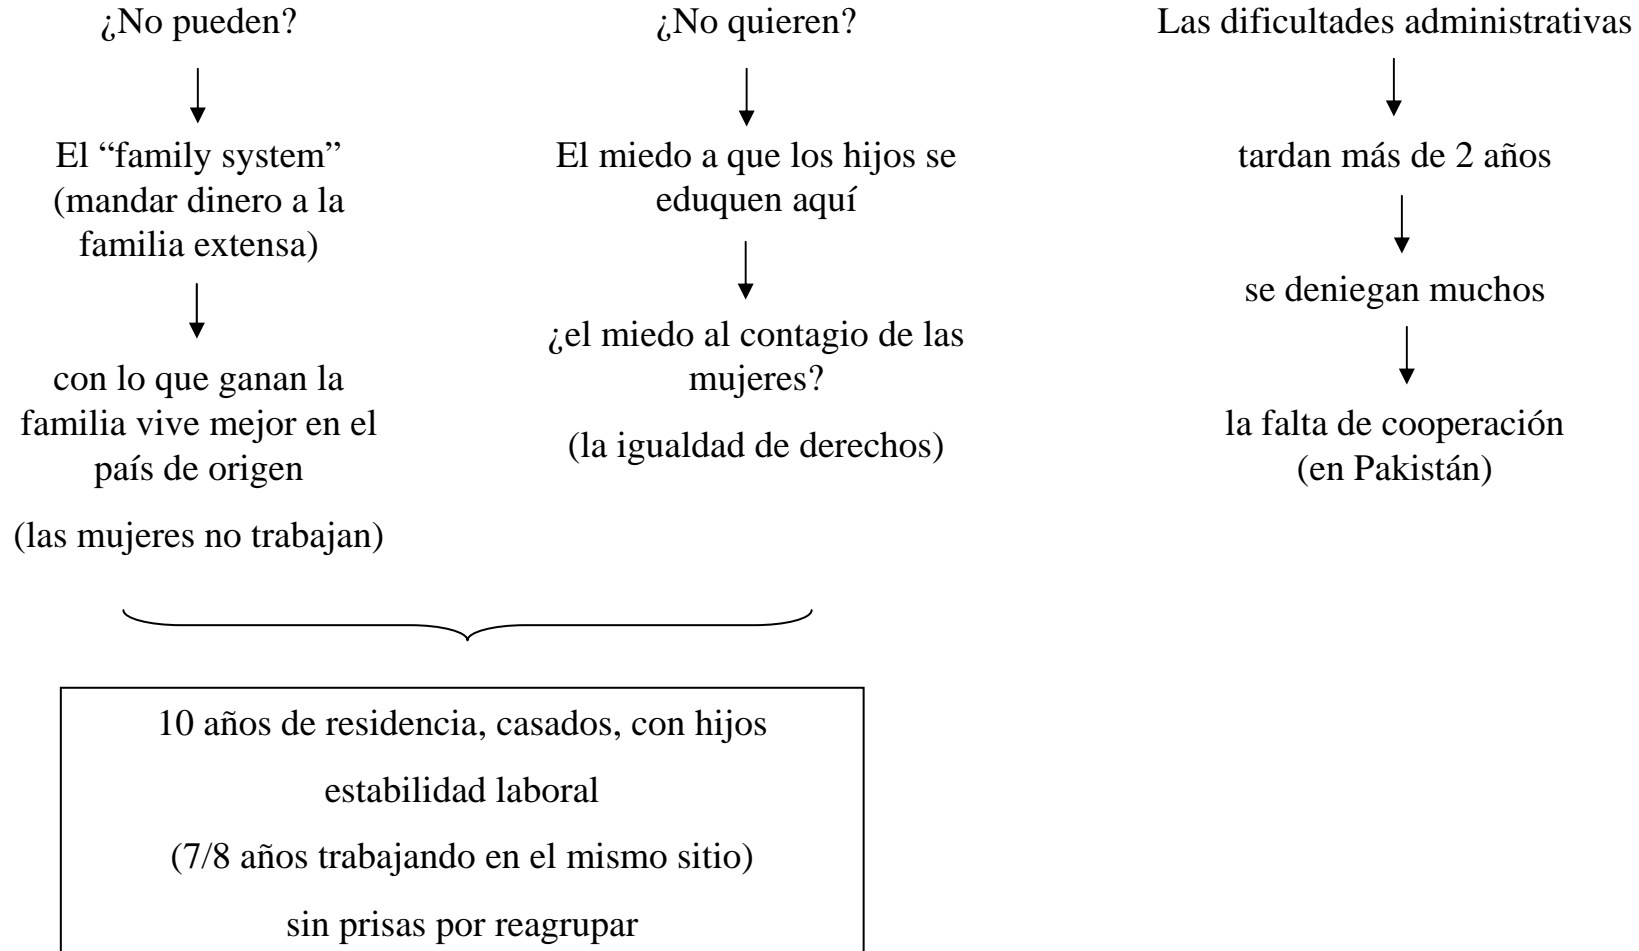 ¿No pueden?
El “family system”
(mandar dinero a la
familia extensa)
con lo que ganan la
familia vive mejor en el
país de origen
(las mujeres no trabajan)
¿No quieren?
El miedo a que los hijos se
eduquen aquí
¿el miedo al contagio de las
mujeres?
(la igualdad de derechos)
Las dificultades administrativas
tardan más de 2 años
se deniegan muchos
la falta de cooperación
(en Pakistán)
10 años de residencia, casados, con hijos
estabilidad laboral
(7/8 años trabajando en el mismo sitio)
sin prisas por reagrupar